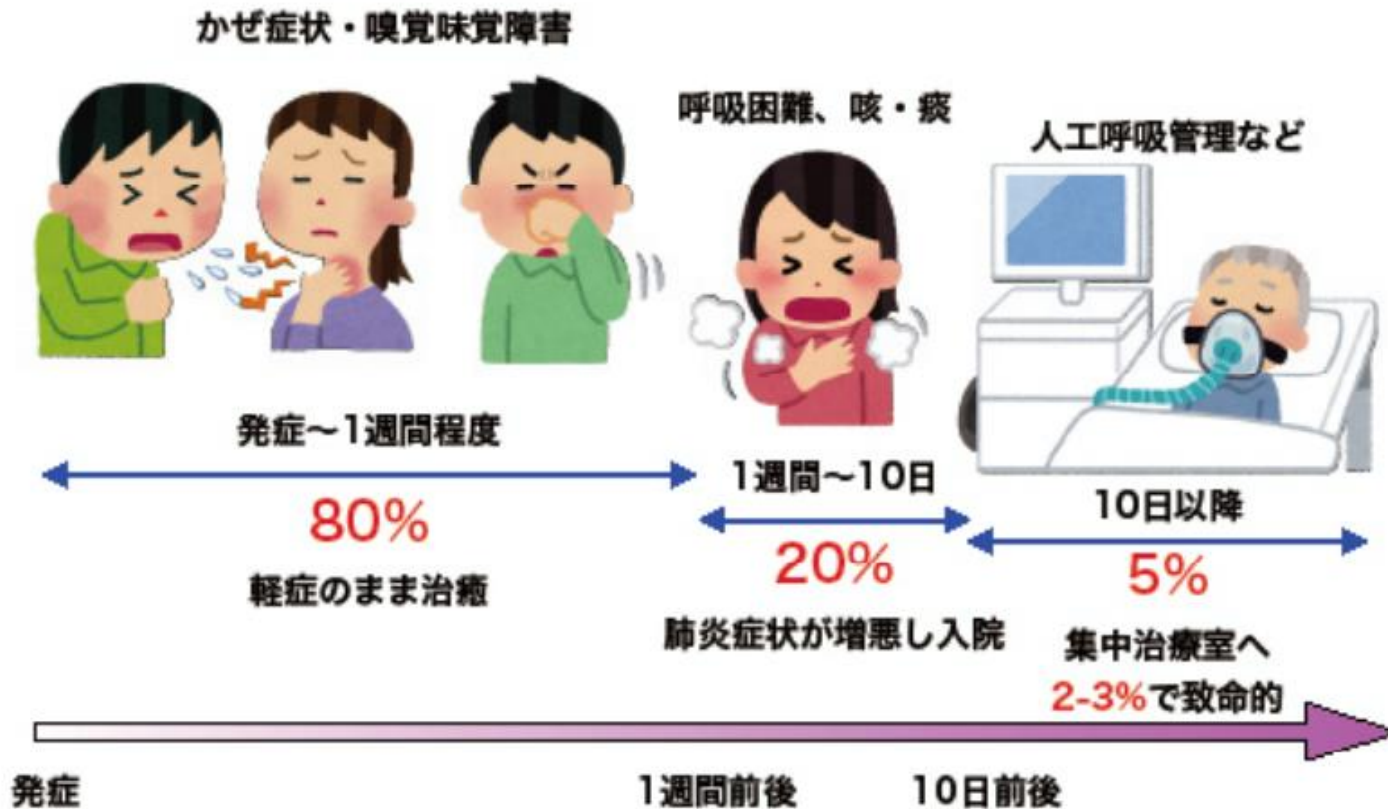 かぜ症状・嗅覚味覚障害
呼吸困難、咳・痰
人工呼吸管理など
発症〜1週間程度
80%
軽症のまま治癒
1週間〜10日
20%
肺炎症状が増悪し入院
10日以降
5%
集中治療室へ
2-3%で致命的
発症
1週間前後
10日前後